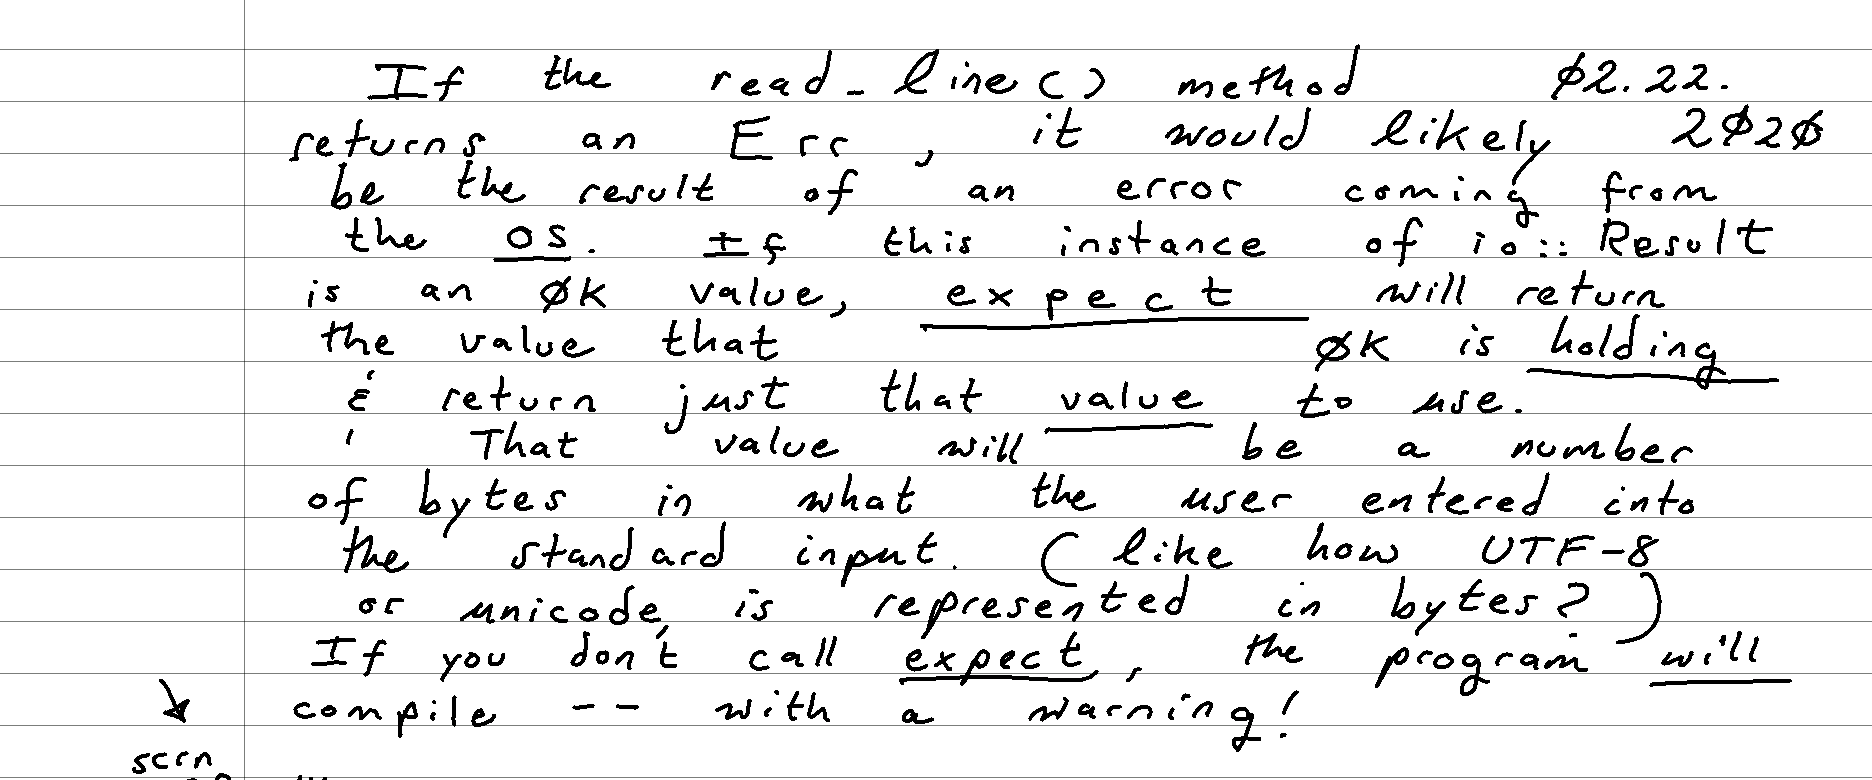 If the read_line() method ø2.22.
returns an Err, it would likely 2ø2ø
be the result of an error coming from
the OS. If this instance of io::Result
is an øk value, expect will return
the value that øk is holding
& return just that value to use.
That value will be a number
of bytes in what the user entered into
the standard input. (like how UTF-8
or unicode, is represented in bytes?)
If you don't call expect, the program will
compile -- with a warning!
scrn